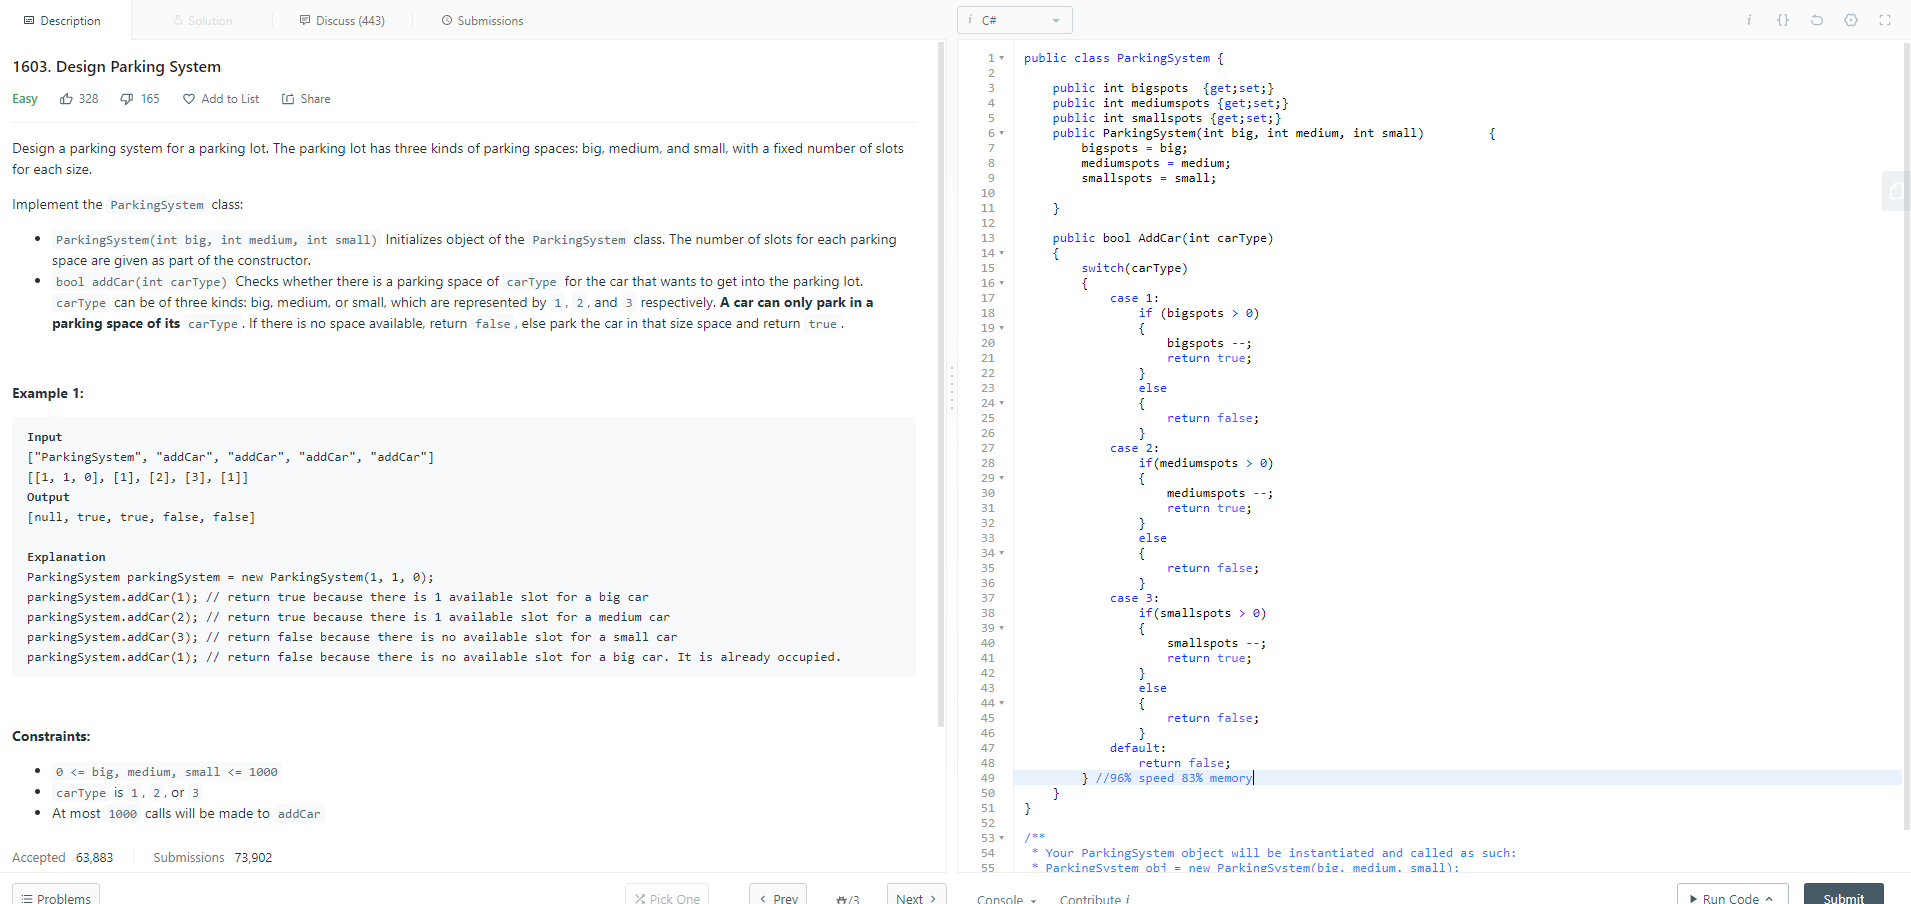 Description
Solution
Discuss (443)
Submissions
1603. Design Parking System
Easy 328 165 Add to List Share
Design a parking system for a parking lot. The parking lot has three kinds of parking spaces: big, medium, and small, with a fixed number of slots
for each size.
Implement the ParkingSystem class:
• ParkingSystem(int big, int medium, int small) Initializes object of the ParkingSystem class. The number of slots for each parking
space are given as part of the constructor.
• bool addCar(int carType) Checks whether there is a parking space of carType for the car that wants to get into the parking lot.
carType can be of three kinds: big, medium, or small, which are represented by 1, 2, and 3 respectively. A car can only park in a
parking space of its carType. If there is no space available, return false, else park the car in that size space and return true.
Example 1:
Input
["ParkingSystem", "addCar", "addCar", "addCar", "addCar"]
[[1, 1, 0], [1], [2], [3], [1]]
Output
[null, true, true, false, false]
Explanation
ParkingSystem parkingSystem = new ParkingSystem(1, 1, 0);
parkingSystem.addCar(1); // return true because there is 1 available slot for a big car
parkingSystem.addCar(2); // return true because there is 1 available slot for a medium car
parkingSystem.addCar(3); // return false because there is no available slot for a small car
parkingSystem.addCar(1); // return false because there is no available slot for a big car. It is already occupied.
Constraints:
• 0 <= big, medium, small <= 1000
• carType is 1, 2, or 3
• At most 1000 calls will be made to addCar
Accepted 63,883 Submissions 73,902
Problems
Pick One
Prev
/3
Next
i C#
i {}
1 public class ParkingSystem {
2
3 public int bigspots {get;set;}
4 public int mediumspots {get;set;}
5 public int smallspots {get;set;}
6 public ParkingSystem(int big, int medium, int small) {
7 bigspots = big;
8 mediumspots = medium;
9 smallspots = small;
10
11 }
12
13 public bool AddCar(int carType)
14 {
15 switch(carType)
16 {
17 case 1:
18 if (bigspots > 0)
19 {
20 bigspots --;
21 return true;
22 }
23 else
24 {
25 return false;
26 }
27 case 2:
28 if(mediumspots > 0)
29 {
30 mediumspots --;
31 return true;
32 }
33 else
34 {
35 return false;
36 }
37 case 3:
38 if(smallspots > 0)
39 {
40 smallspots --;
41 return true;
42 }
43 else
44 {
45 return false;
46 }
47 default:
48 return false;
49 } //96% speed 83% memory
50 }
51 }
52
53 /**
54 * Your ParkingSystem object will be instantiated and called as such:
55 * ParkingSystem obj = new ParkingSystem(big, medium, small);
Console
Contribute i
Run Code
Submit